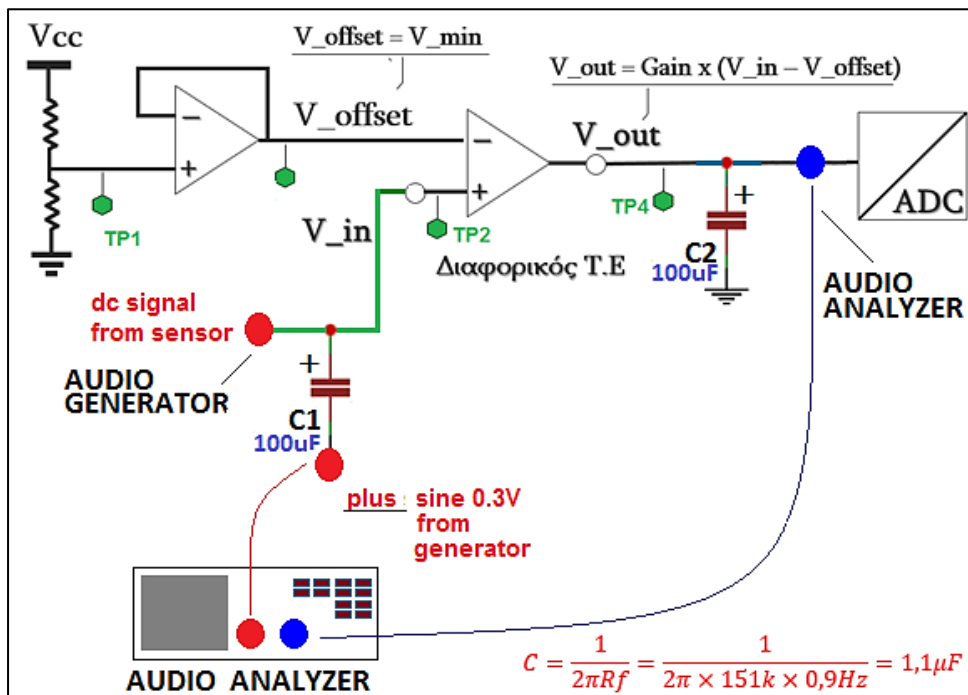 Vcc
V_offset = V_min
V_out = Gain x (V_in – V_offset)
V_offset
V_out
−
+
−
+
ADC
TP1
V_in
TP2
TP4
Διαφορικός Τ.Ε
+
C2
100uF
AUDIO
ANALYZER
dc signal
from sensor
AUDIO
GENERATOR
+
C1
100uF
plus : sine 0.3V
from
generator
AUDIO ANALYZER
C = 1/(2πRf) = 1/(2π × 151k × 0,9Hz) = 1,1μF